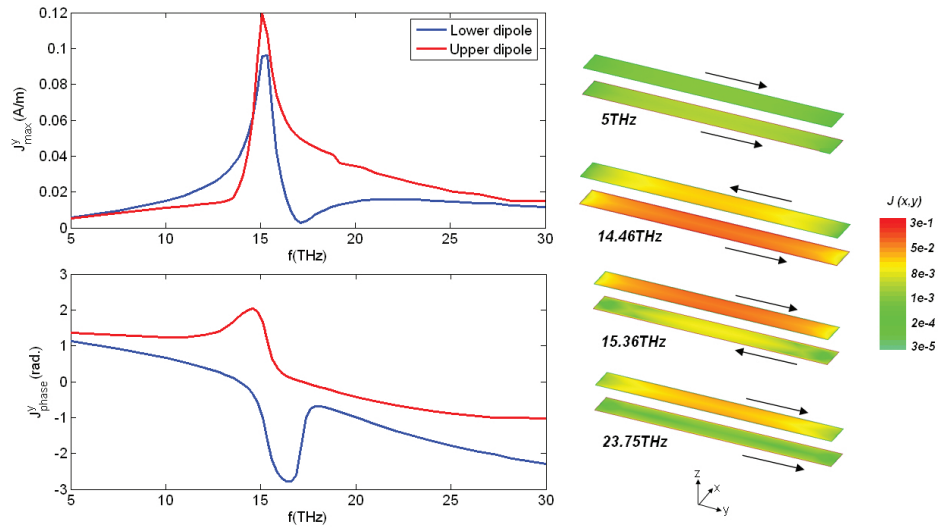 0.12
0.1
0.08
0.06
0.04
0.02
0
J^y_max (A/m)
Lower dipole
Upper dipole
5 10 15 20 25 30
f(THz)
3
2
1
0
-1
-2
-3
J^y_phase (rad.)
5 10 15 20 25 30
f(THz)
5THz
14.46THz
15.36THz
23.75THz
z
x
y
J (x,y)
3e-1
5e-2
8e-3
1e-3
2e-4
3e-5